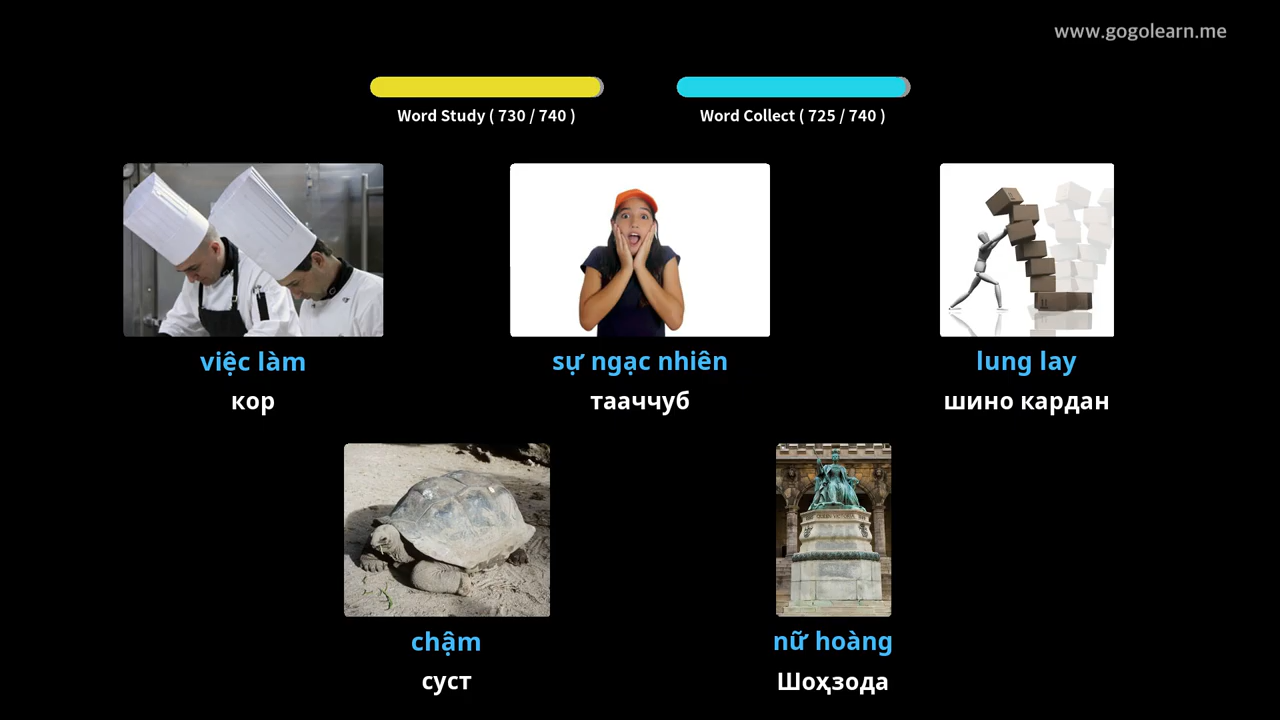 www.gogolearn.me
Word Study ( 730 / 740 )
Word Collect ( 725 / 740 )
việc làm
кор
sự ngạc nhiên
тааччуб
lung lay
шино кардан
chậm
суст
nữ hoàng
Шоҳзода